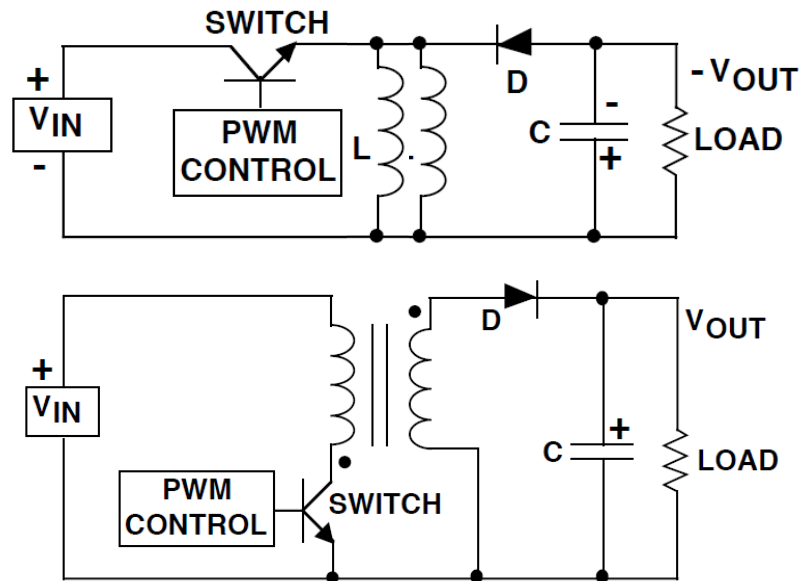 SWITCH
+
VIN
-
PWM
CONTROL
L
D
C
-
+
-VOUT
LOAD
+
VIN
PWM
CONTROL
SWITCH
D
C
+
VOUT
LOAD